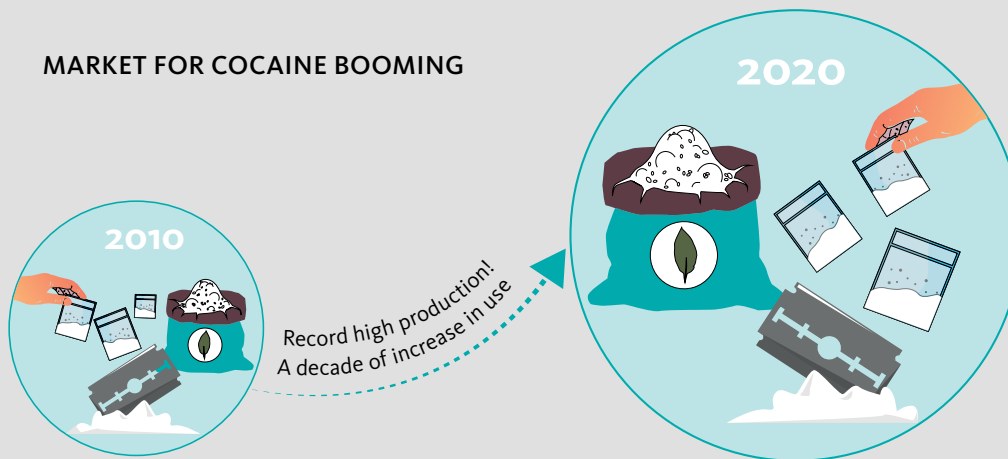 MARKET FOR COCAINE BOOMING
2010
Record high production!
A decade of increase in use
2020